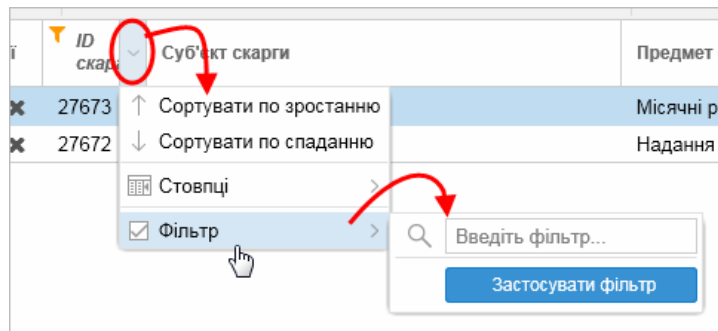 ї
ID
скарг
Суб'єкт скарги
Предмет
27673
Сортувати по зростанню
Місячні р
27672
Сортувати по спаданню
Надання
Стовпці
Фільтр
Введіть фільтр...
Застосувати фільтр